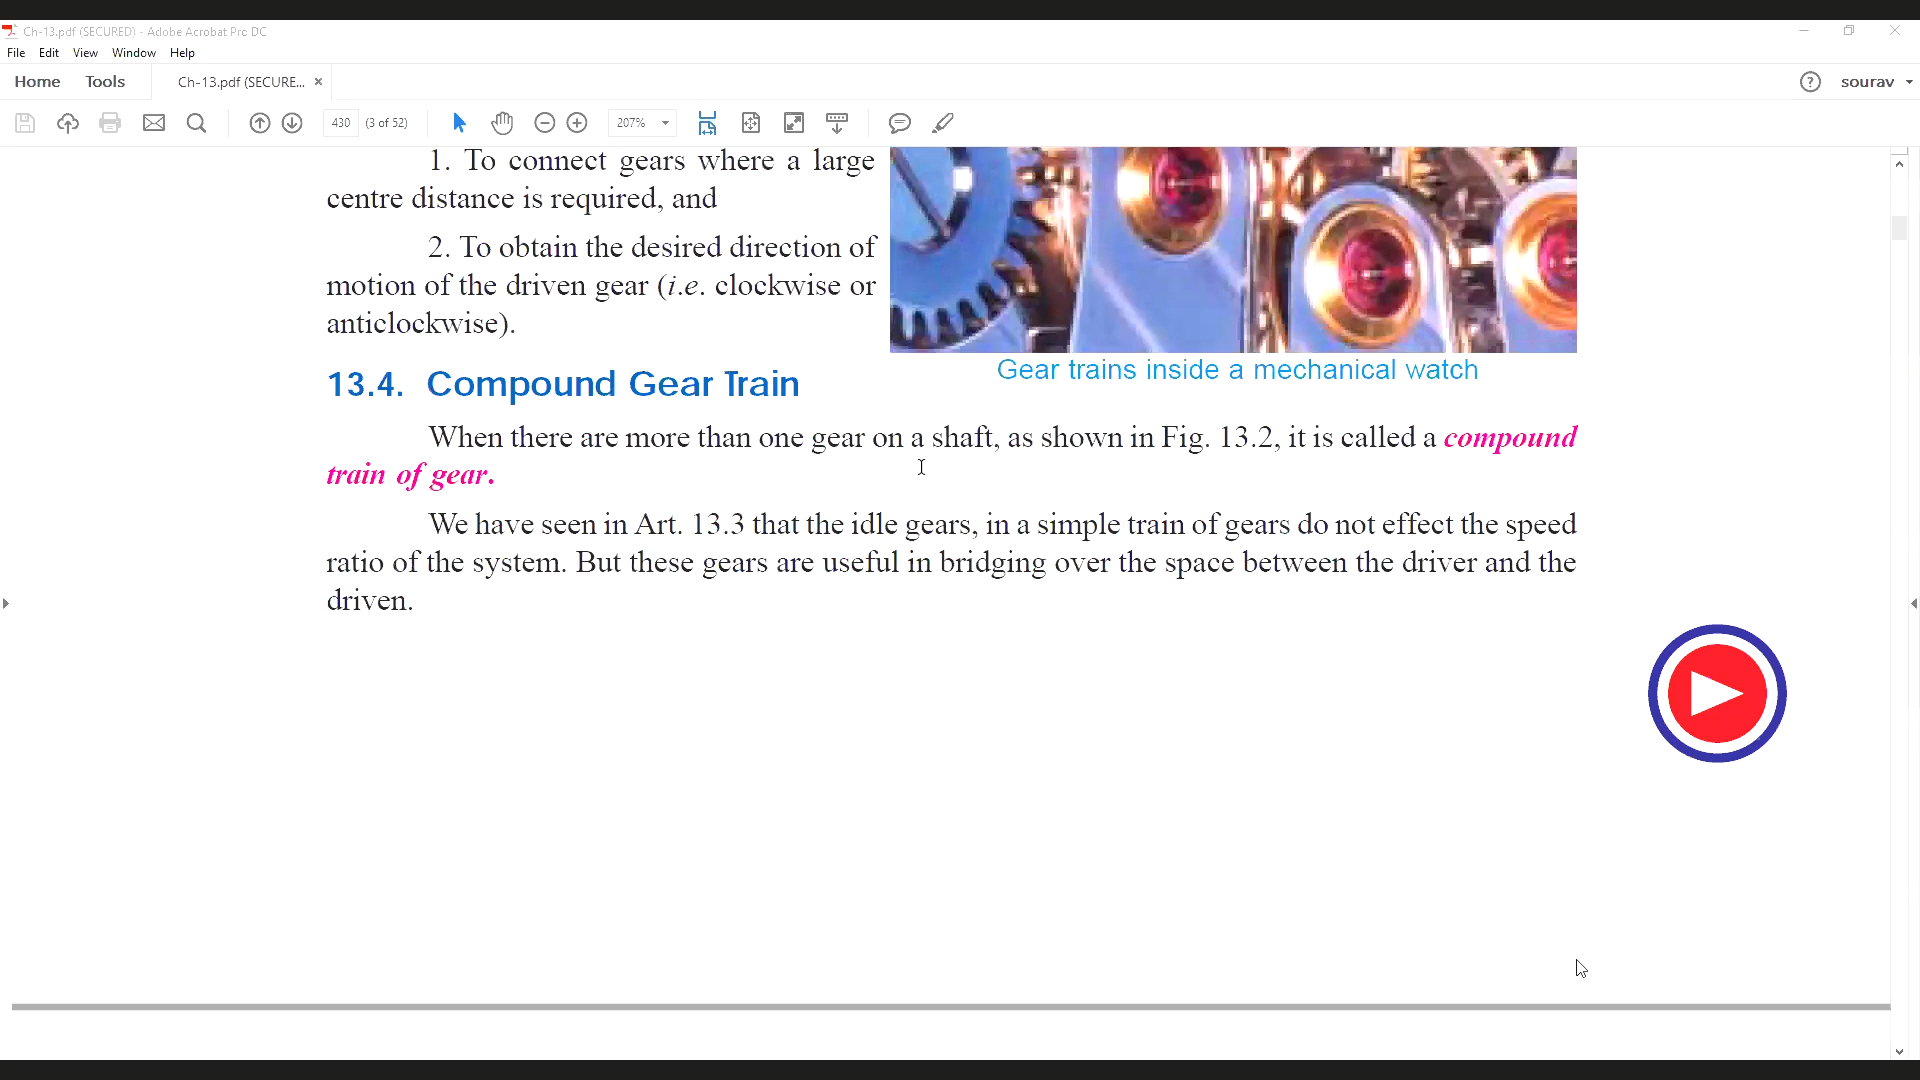 Ch-13.pdf (SECURED) - Adobe Acrobat Pro DC
File Edit View Window Help
Home Tools Ch-13.pdf (SECURE... × sourav
430 (3 of 52) 207%
1. To connect gears where a large
centre distance is required, and
2. To obtain the desired direction of
motion of the driven gear (i.e. clockwise or
anticlockwise).
Gear trains inside a mechanical watch
13.4. Compound Gear Train
When there are more than one gear on a shaft, as shown in Fig. 13.2, it is called a compound
train of gear.
We have seen in Art. 13.3 that the idle gears, in a simple train of gears do not effect the speed
ratio of the system. But these gears are useful in bridging over the space between the driver and the
driven.